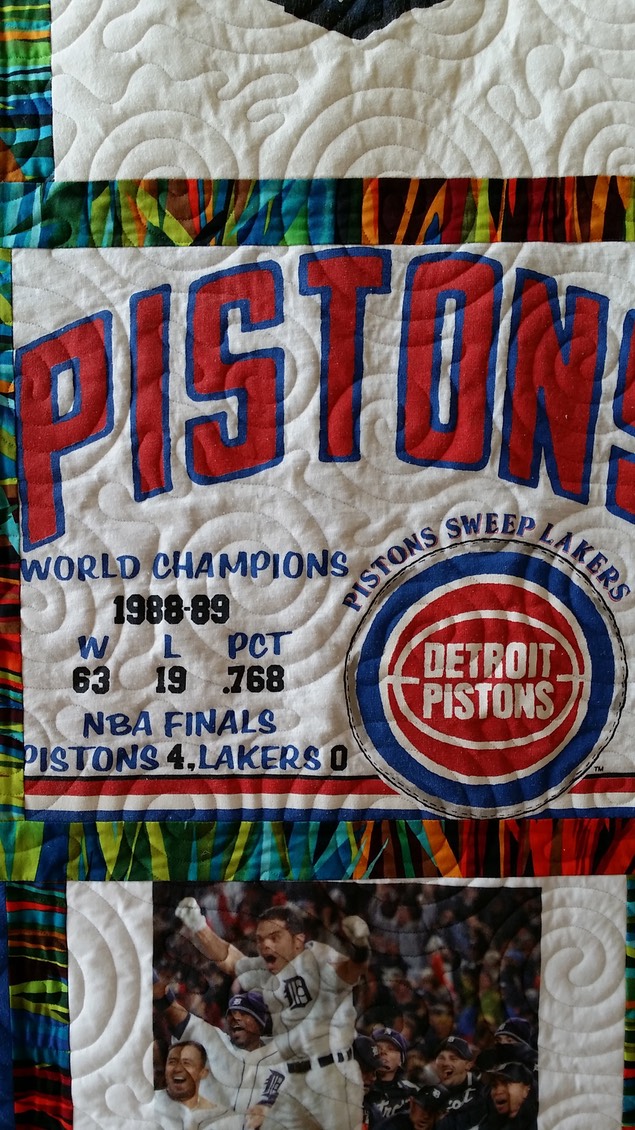 PISTONS
WORLD CHAMPIONS
1988-89
W L PCT
63 19 .768
NBA FINALS
PISTONS 4, LAKERS 0
PISTONS SWEEP LAKERS
DETROIT
PISTONS
TM
D